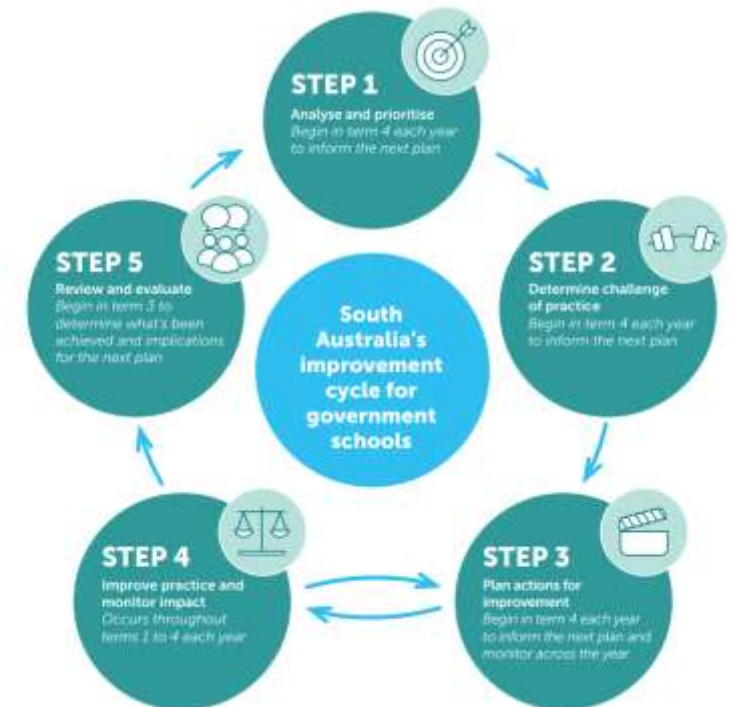 STEP 1
Analyse and prioritise
Begin in term 4 each year
to inform the next plan
STEP 2
Determine challenge
of practice
Begin in term 4 each year
to inform the next plan
STEP 3
Plan actions for
improvement
Begin in term 4 each year
to inform the next plan and
monitor across the year
STEP 4
Improve practice and
monitor impact
Occurs throughout
terms 1 to 4 each year
STEP 5
Review and evaluate
Begin in term 3 to
determine what's been
achieved and implications
for the next plan
South
Australia's
improvement
cycle for
government
schools